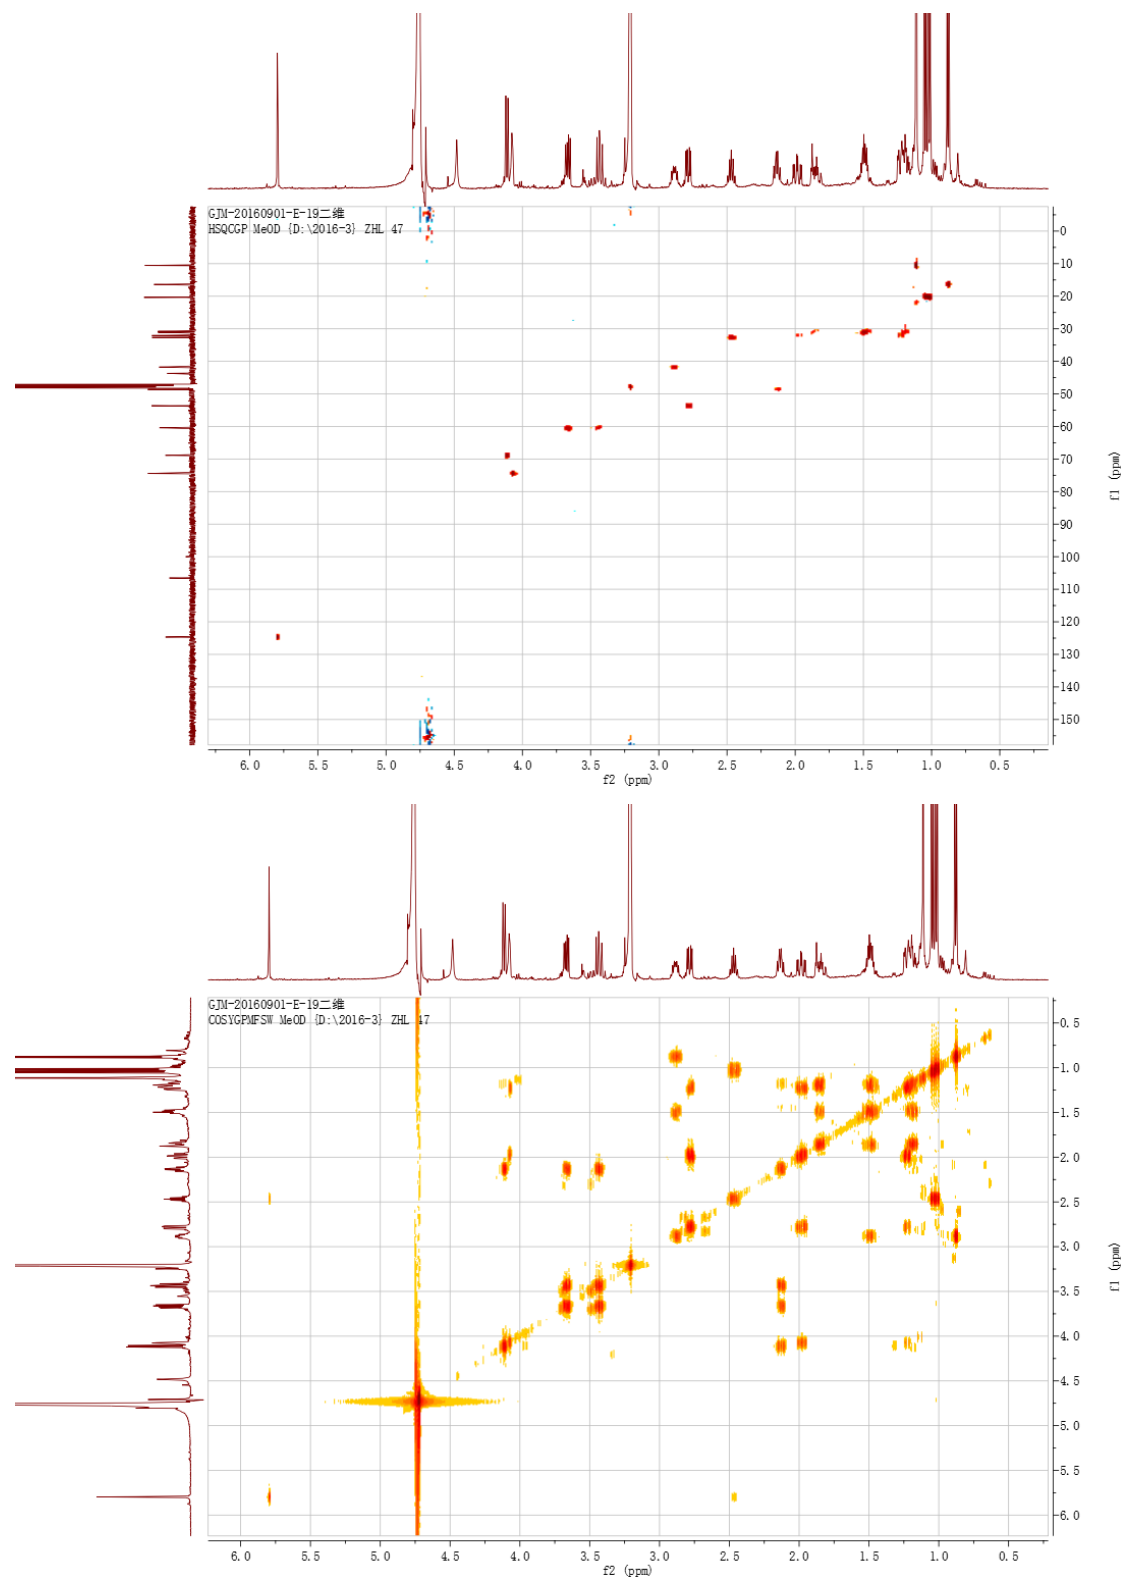 GJM-20160901-E-19二维
HSQCGP MeOD {D:\2016-3} ZHL 47
0
10
20
30
40
50
60
70
80
90
100
110
120
130
140
150
f1 (ppm)
6.0 5.5 5.0 4.5 4.0 3.5 3.0 2.5 2.0 1.5 1.0 0.5
f2 (ppm)
GJM-20160901-E-19二维
COSYGPMFSW MeOD {D:\2016-3} ZHL 47
0.5
1.0
1.5
2.0
2.5
3.0
3.5
4.0
4.5
5.0
5.5
6.0
f1 (ppm)
6.0 5.5 5.0 4.5 4.0 3.5 3.0 2.5 2.0 1.5 1.0 0.5
f2 (ppm)